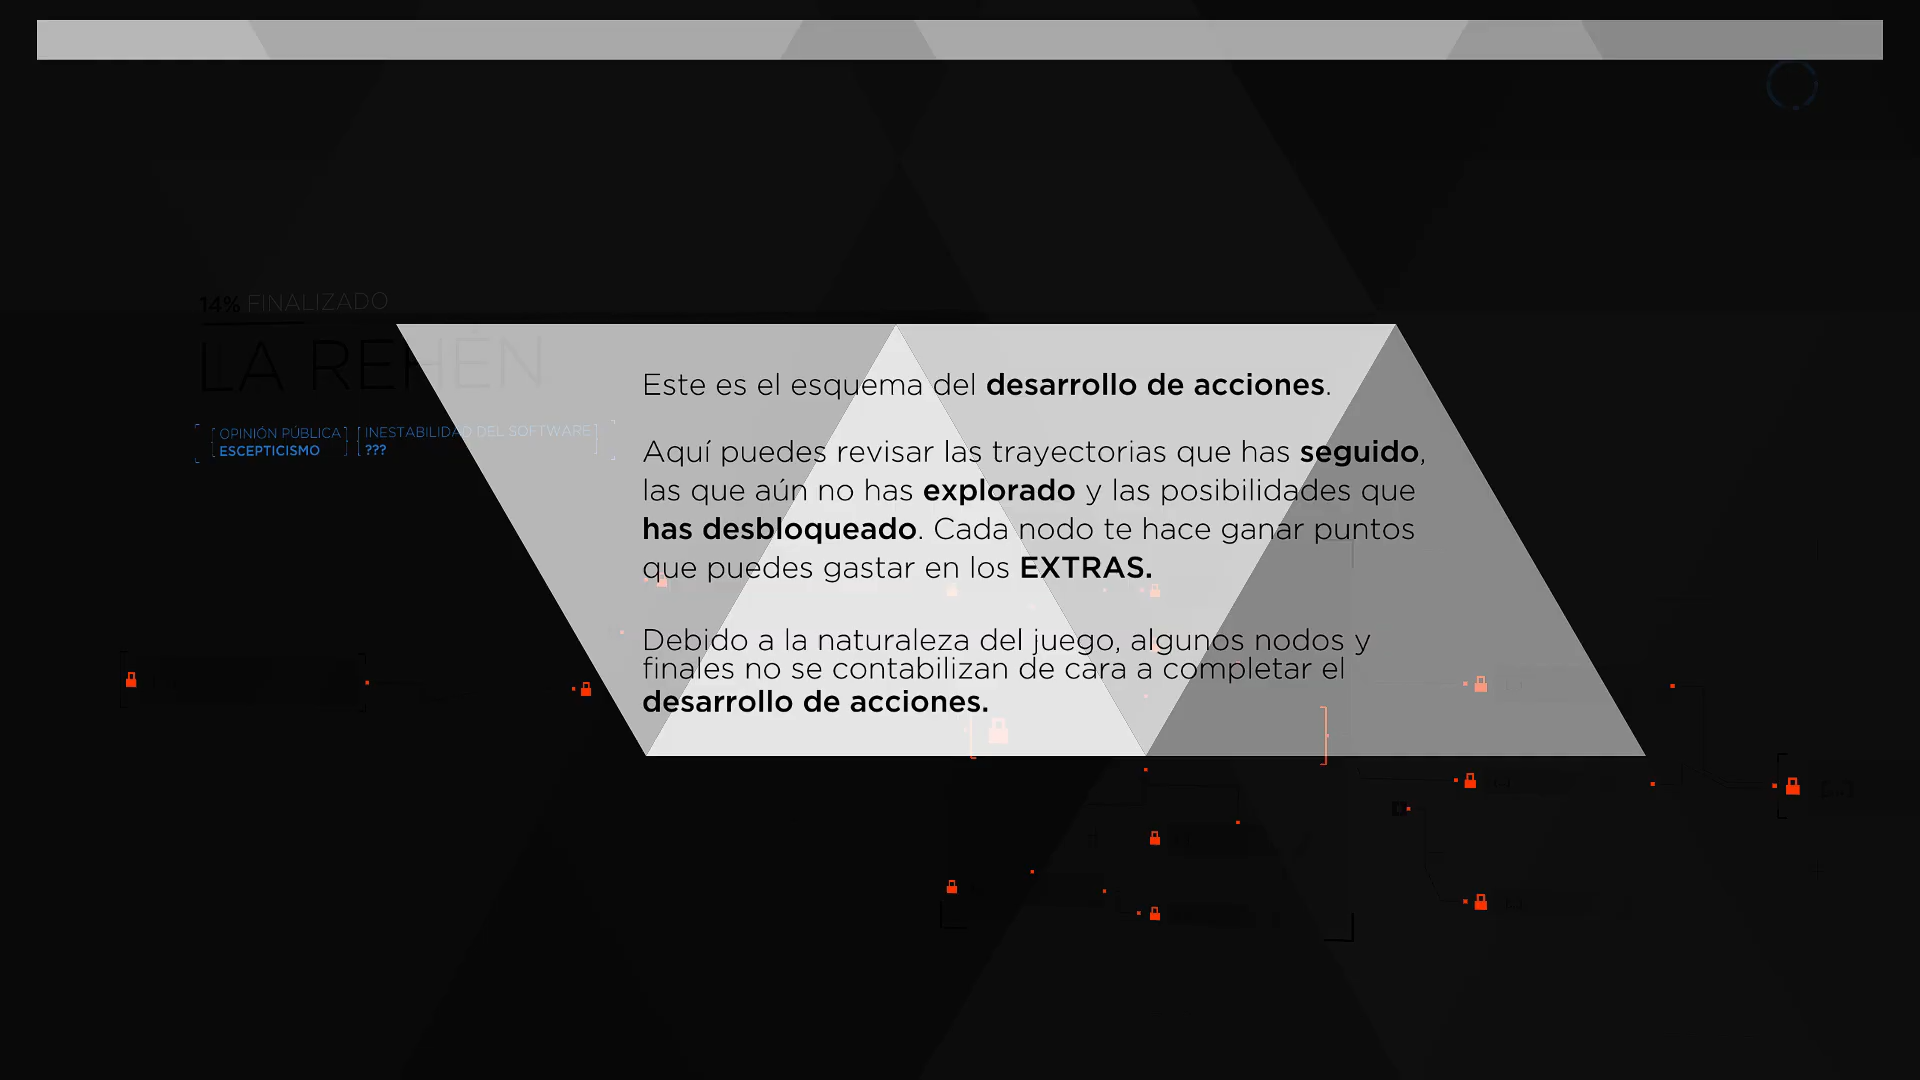 14% FINALIZADO
LA REHÉN
OPINIÓN PÚBLICA
ESCEPTICISMO
INESTABILIDAD DEL SOFTWARE
???
Este es el esquema del desarrollo de acciones.
Aquí puedes revisar las trayectorias que has seguido,
las que aún no has explorado y las posibilidades que
has desbloqueado. Cada nodo te hace ganar puntos
que puedes gastar en los EXTRAS.
Debido a la naturaleza del juego, algunos nodos y
finales no se contabilizan de cara a completar el
desarrollo de acciones.